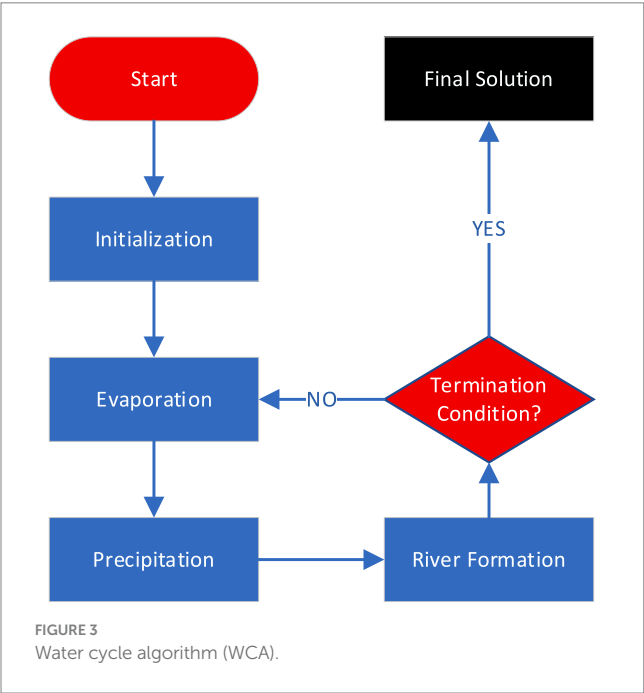 Start
Initialization
Evaporation
Precipitation
River Formation
Termination
Condition?
NO
YES
Final Solution
FIGURE 3
Water cycle algorithm (WCA).